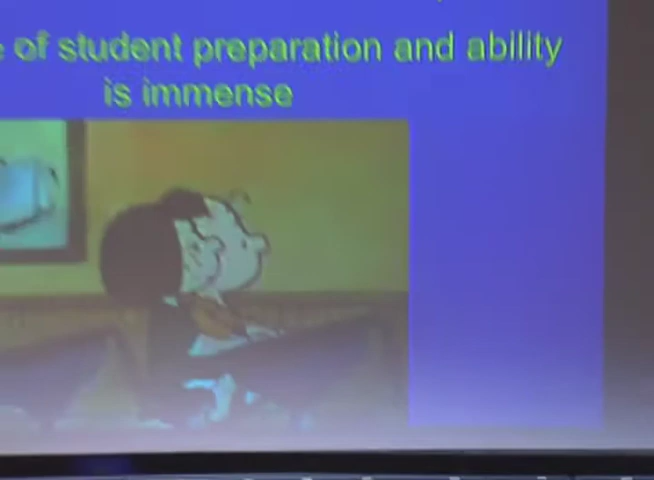 of student preparation and ability
is immense